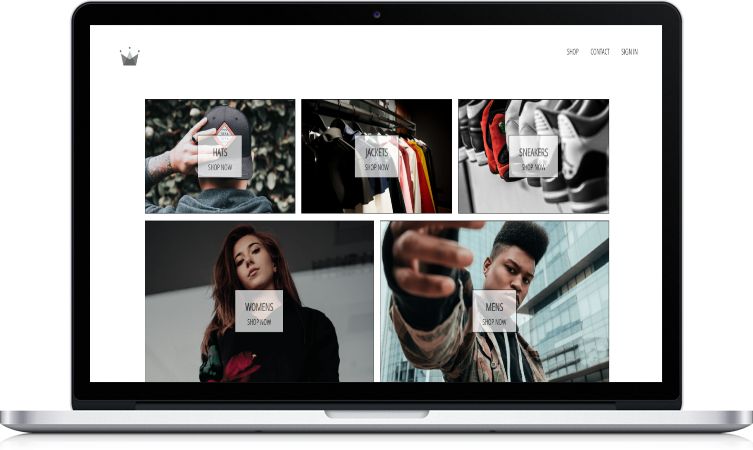 SHOP CONTACT SIGN IN
HATS
SHOP NOW
JACKETS
SHOP NOW
SNEAKERS
SHOP NOW
WOMENS
SHOP NOW
MENS
SHOP NOW